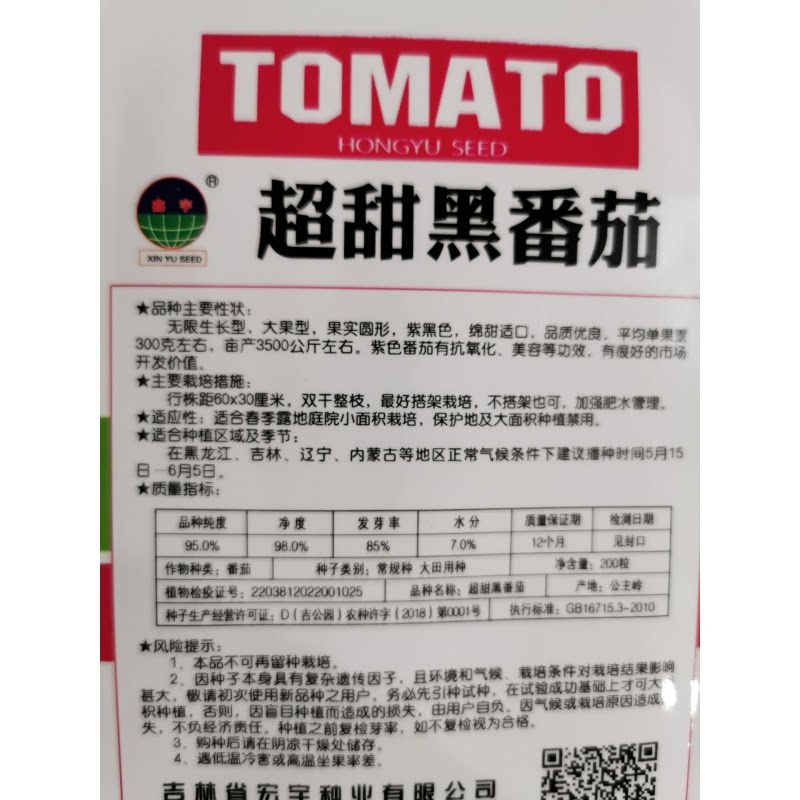 TOMATO
HONGYU SEED
宏宇
®
XIN YU SEED
超甜黑番茄
★品种主要性状：
无限生长型，大果型，果实圆形，紫黑色，绵甜适口，品质优良，平均单果重
300克左右，亩产3500公斤左右。紫色番茄有抗氧化、美容等功效，有很好的市场
开发价值。
★主要栽培措施：
行株距60x30厘米，双干整枝，最好搭架栽培，不搭架也可，加强肥水管理。
★适应性：适合春季露地庭院小面积栽培，保护地及大面积种植禁用。
★适合种植区域及季节：
在黑龙江、吉林、辽宁、内蒙古等地区正常气候条件下建议播种时间5月15
日—6月5日。
★质量指标：
品种纯度 净度 发芽率 水分 质量保证期 检测日期
95.0% 98.0% 85% 7.0% 12个月 见封口
作物种类：番茄 种子类别：常规种 大田用种 净含量：200粒
植物检疫证号：2203812022001025 品种名称：超甜黑番茄 产地：公主岭
种子生产经营许可证：D（吉公园）农种许字（2018）第0001号 执行标准：GB16715.3-2010
★风险提示：
1、本品不可再留种栽培。
2、因种子本身具有复杂遗传因子，且环境和气候、栽培条件对栽培结果影响
甚大，敬请初次使用新品种之用户，务必先引种试种，在试验成功基础上才可大面
积种植，否则，因盲目种植而造成的损失，由用户自负，因气候或栽培原因造成
失，不负经济责任，种植之前复检芽率，如不复检视为合格。
3、购种后请在阴凉干燥处储存。
4、遇低温冷害或高温坐果率差。
吉林省宏宇种业有限公司